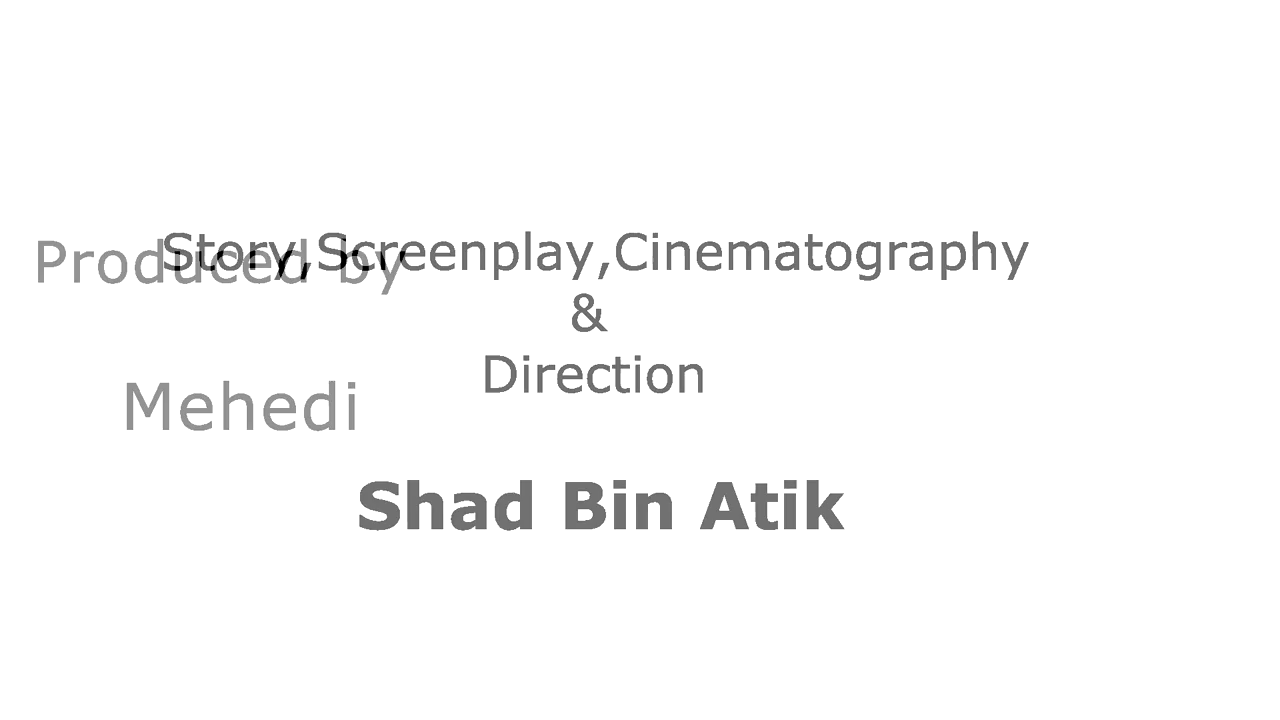 Produced by
Mehedi
Story,Screenplay,Cinematography
&
Direction
Shad Bin Atik